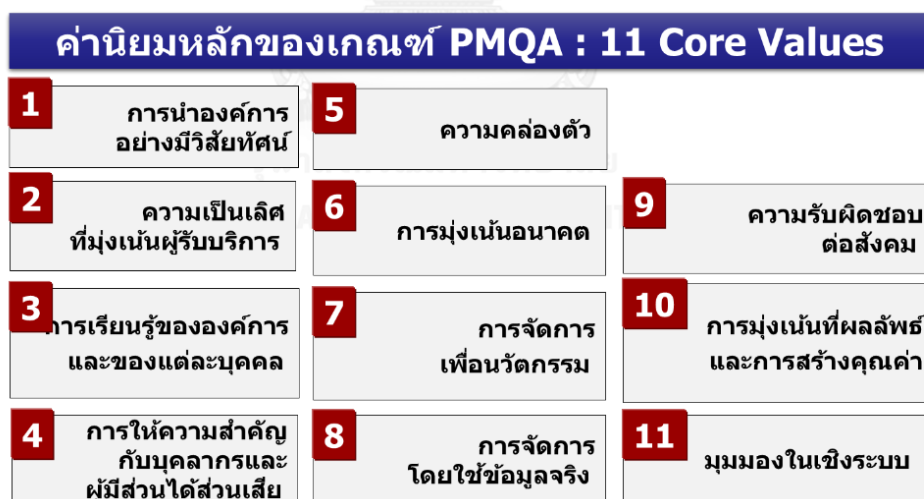 ค่านิยมหลักของเกณฑ์ PMQA : 11 Core Values
1
การนำองค์การ
อย่างมีวิสัยทัศน์
2
ความเป็นเลิศ
ที่มุ่งเน้นผู้รับบริการ
3
การเรียนรู้ขององค์การ
และของแต่ละบุคคล
4
การให้ความสำคัญ
กับบุคลากรและ
ผู้มีส่วนได้ส่วนเสีย
5
ความคล่องตัว
6
การมุ่งเน้นอนาคต
7
การจัดการ
เพื่อนวัตกรรม
8
การจัดการ
โดยใช้ข้อมูลจริง
9
ความรับผิดชอบ
ต่อสังคม
10
การมุ่งเน้นที่ผลลัพธ์
และการสร้างคุณค่า
11
มุมมองในเชิงระบบ